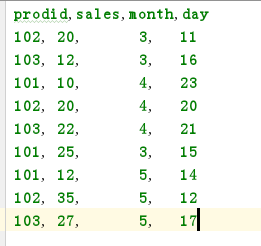 prodid,sales,month,day
102, 20,       3,   11
103, 12,       3,   16
101, 10,       4,   23
102, 20,       4,   20
103, 22,       4,   21
101, 25,       3,   15
101, 12,       5,   14
102, 35,       5,   12
103, 27,       5,   17